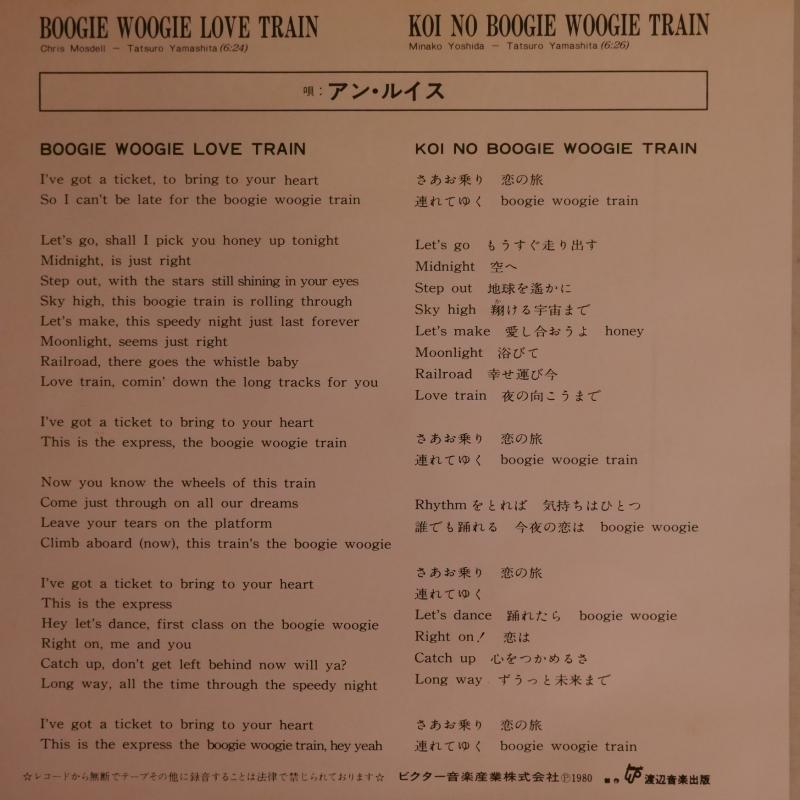 BOOGIE WOOGIE LOVE TRAIN
Chris Mosdell — Tatsuro Yamashita (6:24)
KOI NO BOOGIE WOOGIE TRAIN
Minako Yoshida — Tatsuro Yamashita (6:26)
唄：アン・ルイス
BOOGIE WOOGIE LOVE TRAIN
I've got a ticket, to bring to your heart
So I can't be late for the boogie woogie train
Let's go, shall I pick you honey up tonight
Midnight, is just right
Step out, with the stars still shining in your eyes
Sky high, this boogie train is rolling through
Let's make, this speedy night just last forever
Moonlight, seems just right
Railroad, there goes the whistle baby
Love train, comin' down the long tracks for you
I've got a ticket to bring to your heart
This is the express, the boogie woogie train
Now you know the wheels of this train
Come just through on all our dreams
Leave your tears on the platform
Climb aboard (now), this train's the boogie woogie
I've got a ticket to bring to your heart
This is the express
Hey let's dance, first class on the boogie woogie
Right on, me and you
Catch up, don't get left behind now will ya?
Long way, all the time through the speedy night
I've got a ticket to bring to your heart
This is the express the boogie woogie train, hey yeah
KOI NO BOOGIE WOOGIE TRAIN
さあお乗り　恋の旅
連れてゆく　boogie woogie train
Let's go　もうすぐ走り出す
Midnight　空へ
Step out　地球を遙かに
Sky high　翔ける宇宙まで
Let's make　愛し合おうよ　honey
Moonlight　浴びて
Railroad　幸せ運び今
Love train　夜の向こうまで
さあお乗り　恋の旅
連れてゆく　boogie woogie train
Rhythmをとれば　気持ちはひとつ
誰でも踊れる　今夜の恋は　boogie woogie
さあお乗り　恋の旅
連れてゆく
Let's dance　踊れたら　boogie woogie
Right on！　恋は
Catch up　心をつかめるさ
Long way　ずうっと未来まで
さあお乗り　恋の旅
連れてゆく　boogie woogie train
☆レコードから無断でテープその他に録音することは法律で禁じられております☆　ビクター音楽産業株式会社Ⓟ1980　渡辺音楽出版